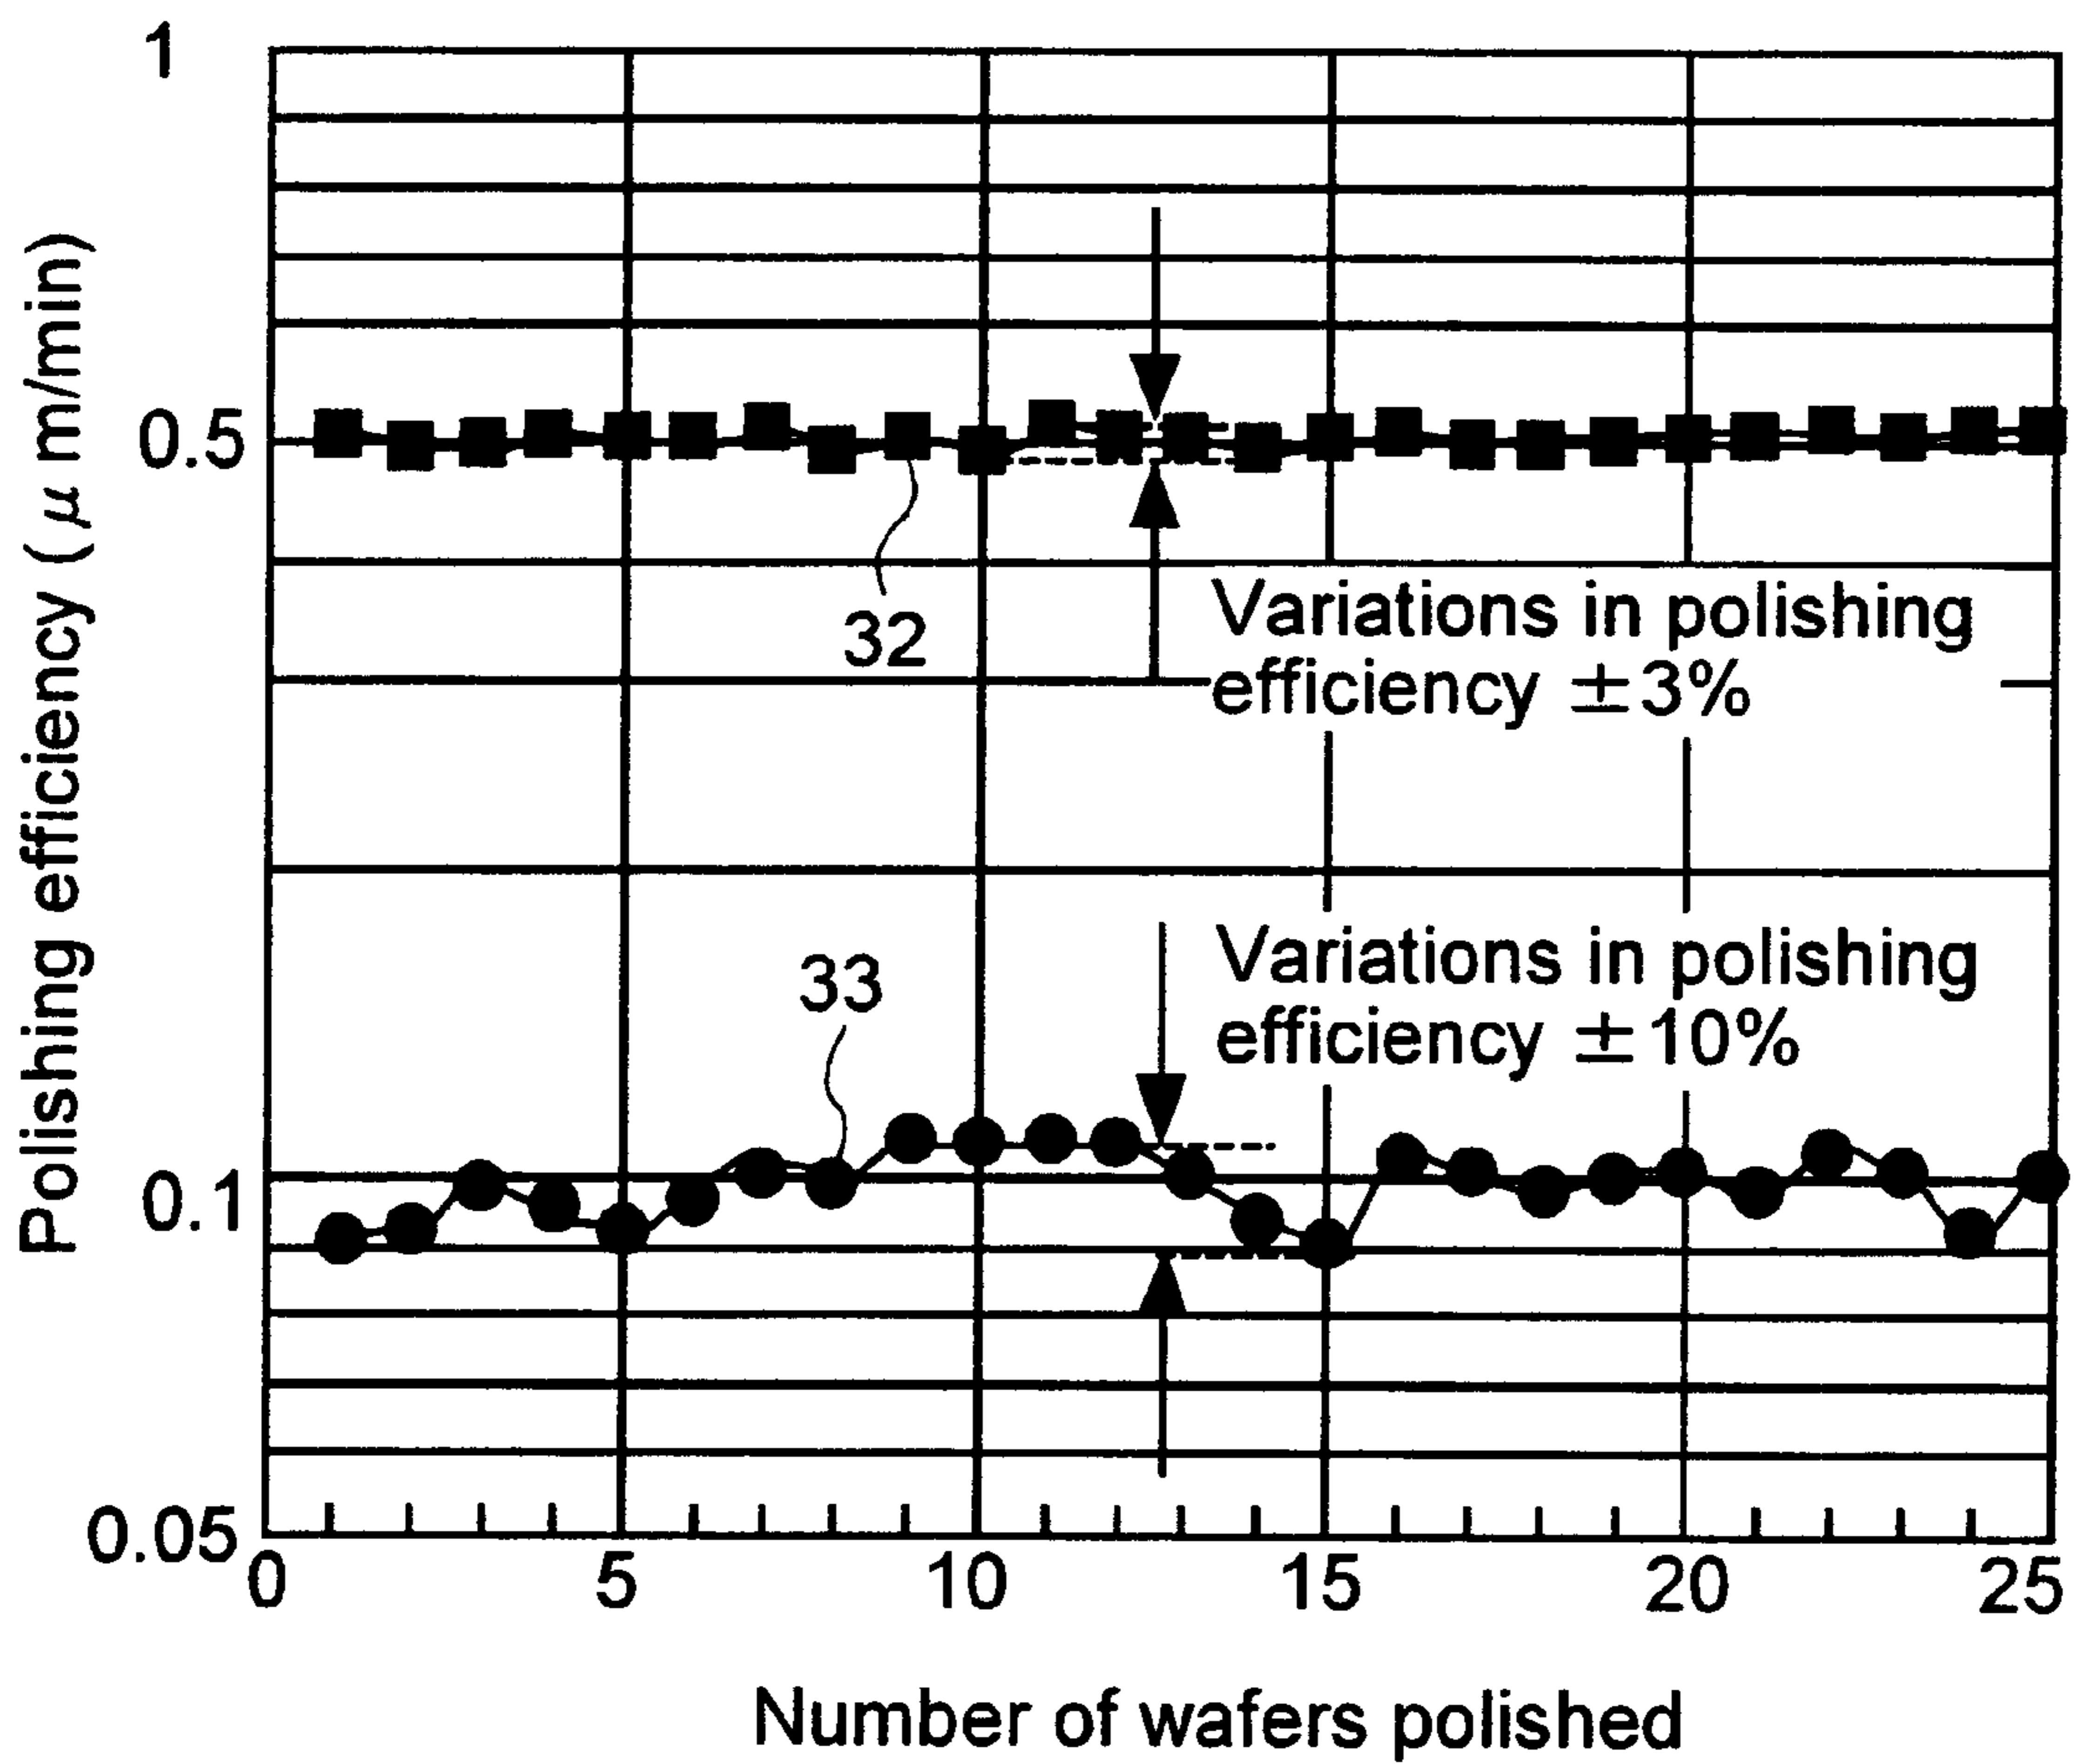 1
0.5
0.1
0.05
Polishing efficiency (μ m/min)
32
Variations in polishing
efficiency ±3%
33
Variations in polishing
efficiency ±10%
0 5 10 15 20 25
Number of wafers polished